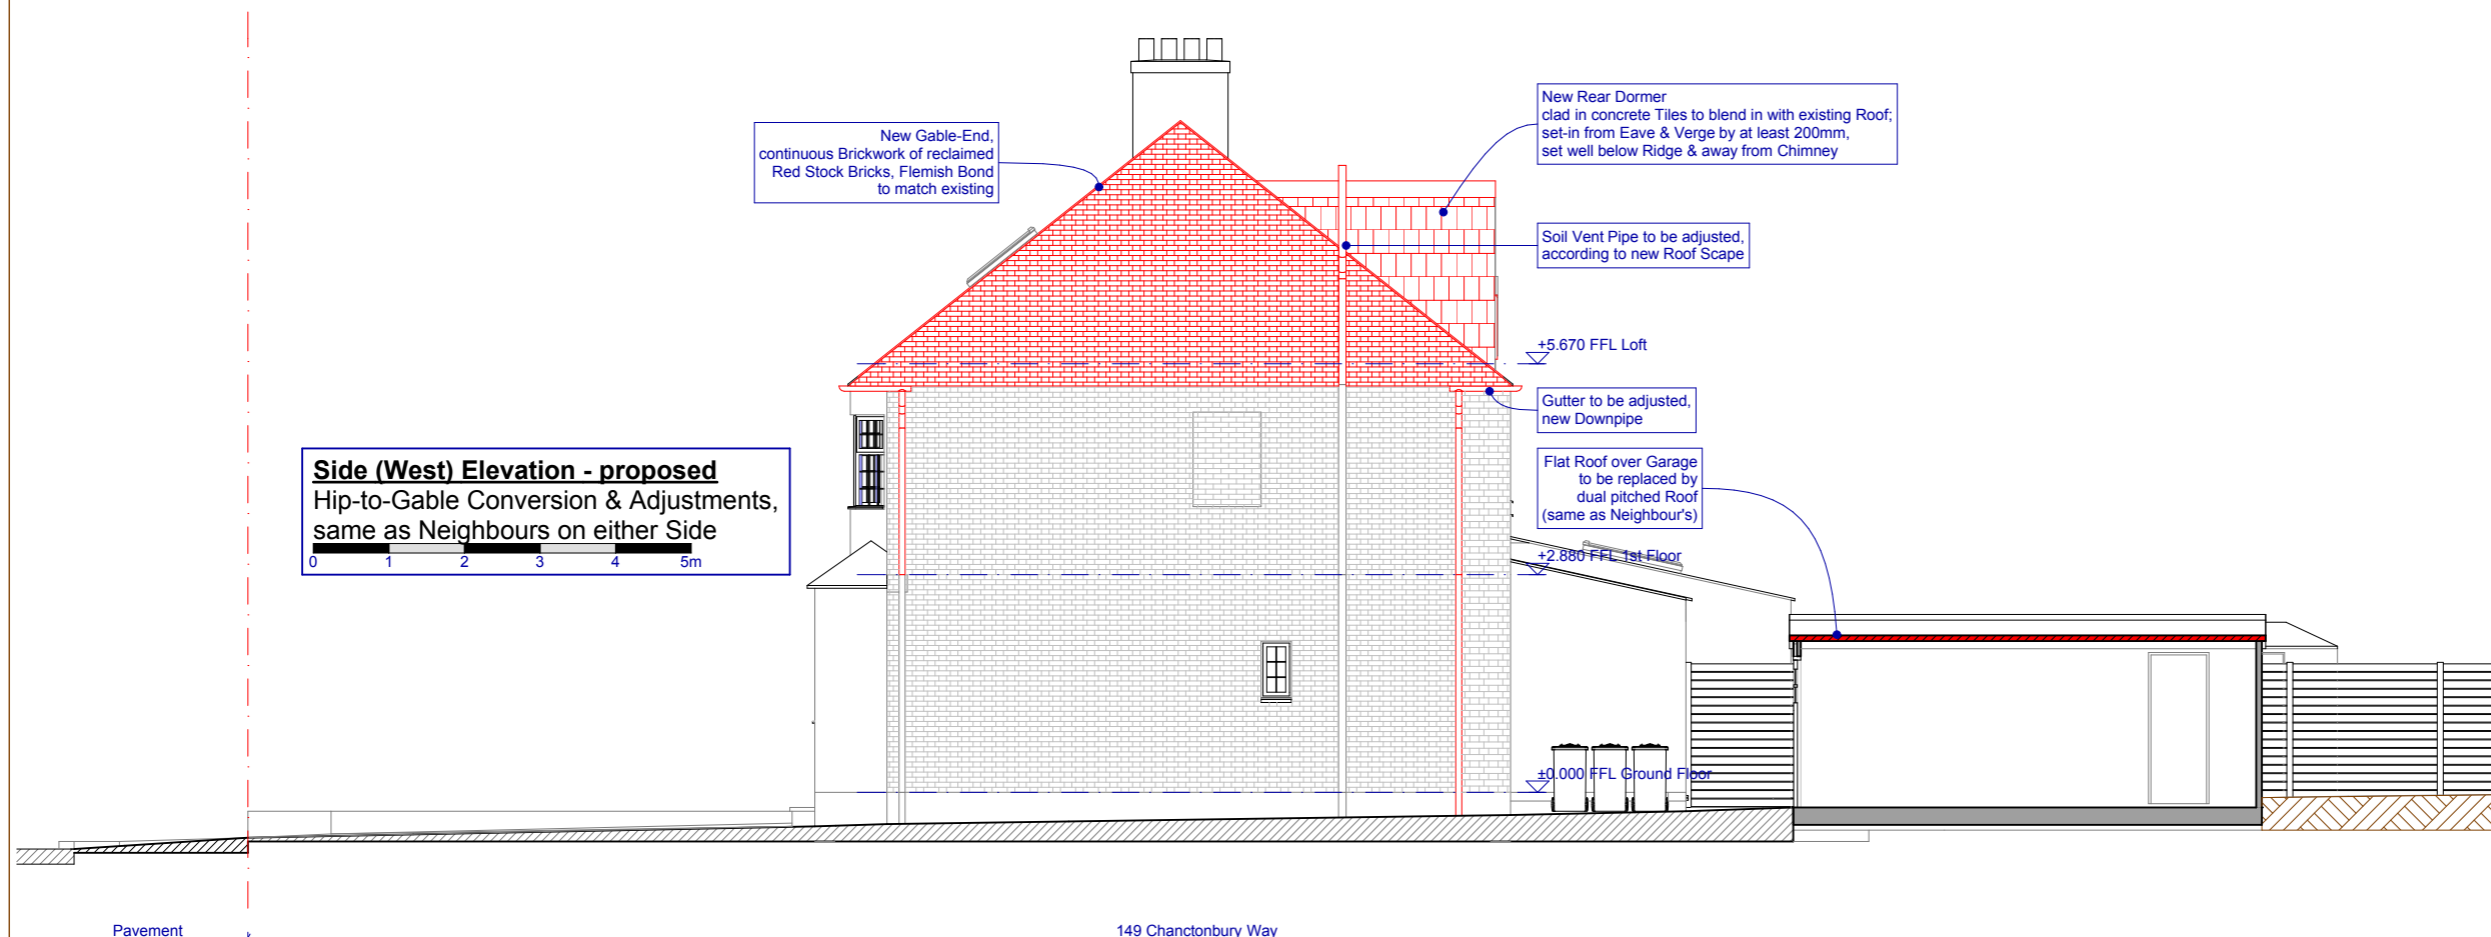 New Gable-End,
continuous Brickwork of reclaimed
Red Stock Bricks, Flemish Bond
to match existing
New Rear Dormer
clad in concrete Tiles to blend in with existing Roof;
set-in from Eave & Verge by at least 200mm,
set well below Ridge & away from Chimney
Soil Vent Pipe to be adjusted,
according to new Roof Scape
+5.670 FFL Loft
Gutter to be adjusted,
new Downpipe
Side (West) Elevation - proposed
Hip-to-Gable Conversion & Adjustments,
same as Neighbours on either Side
0 1 2 3 4 5m
Flat Roof over Garage
to be replaced by
dual pitched Roof
(same as Neighbour's)
+2.880 FFL 1st Floor
±0.000 FFL Ground Floor
Pavement
149 Chanctonbury Way